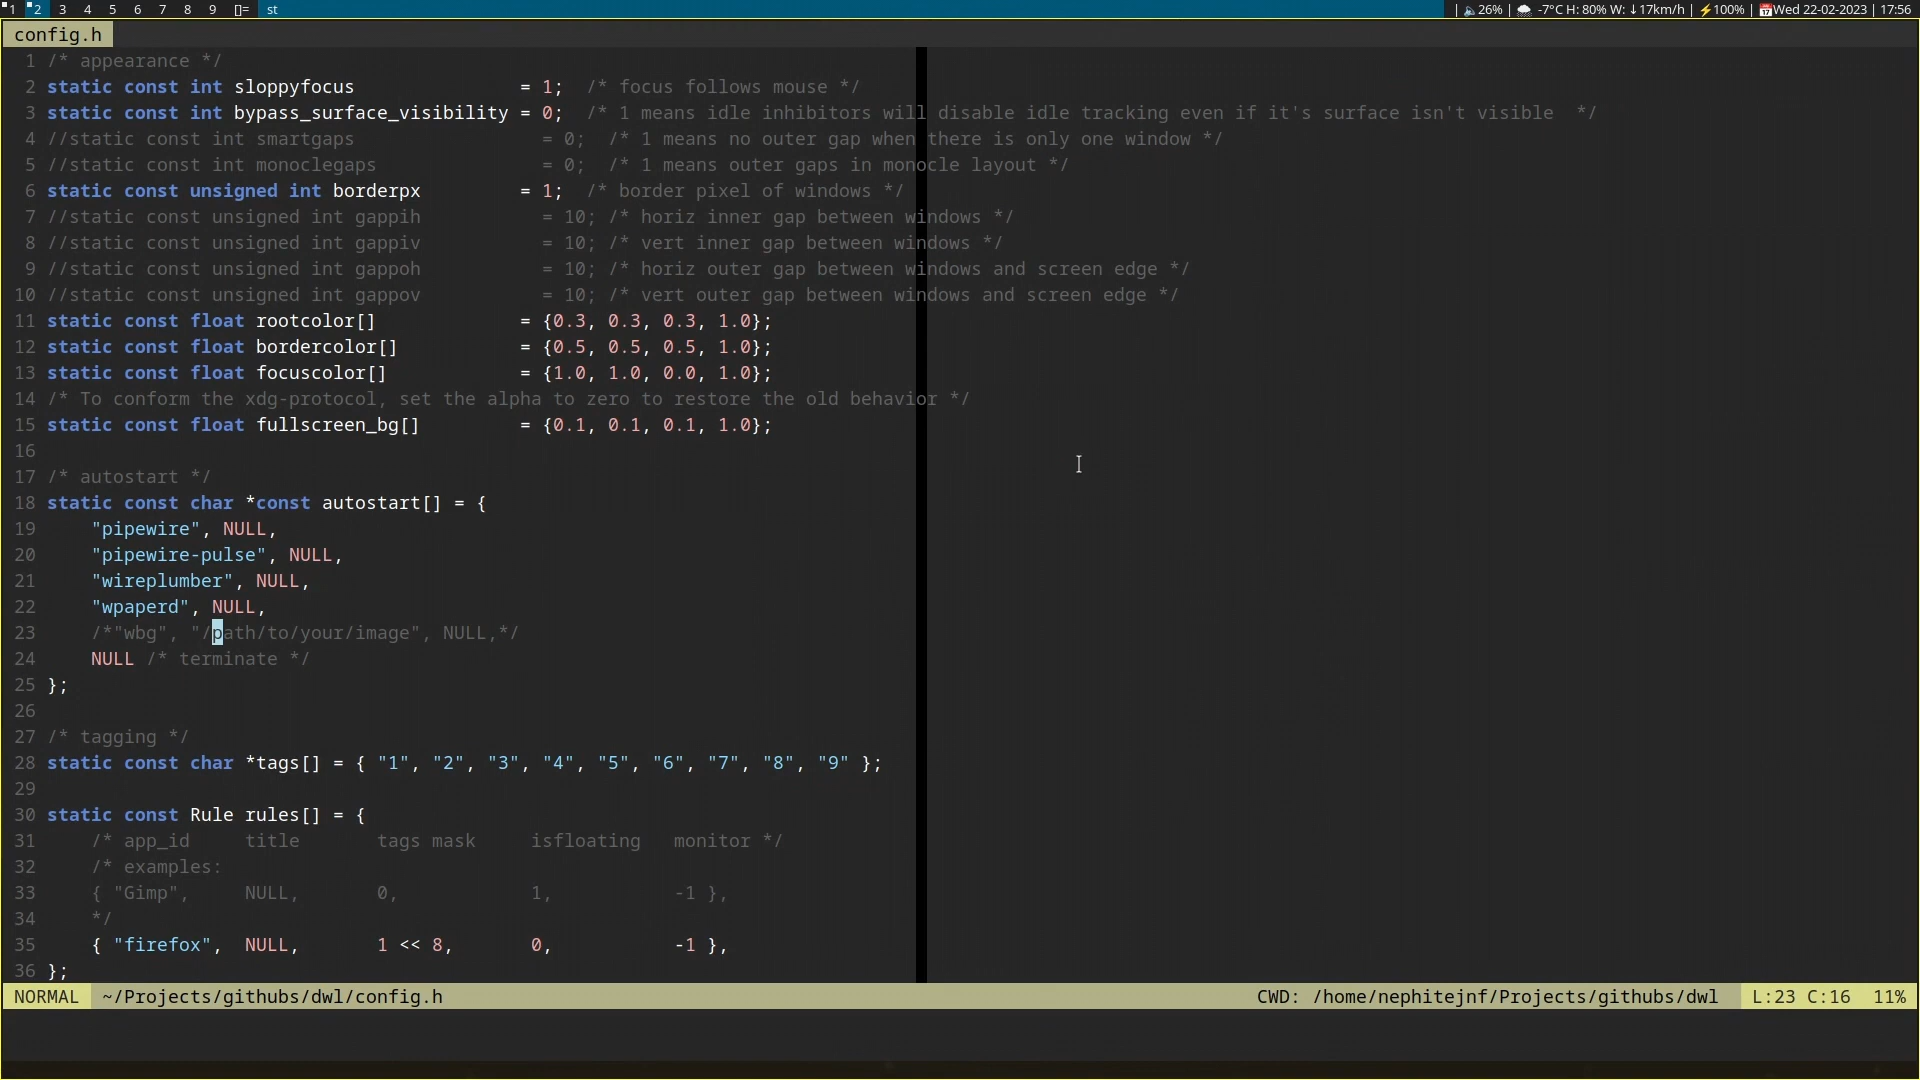 1 2 3 4 5 6 7 8 9 []= st | 26% | -7°C H: 80% W: ↓17km/h | ⚡100% | Wed 22-02-2023 | 17:56
config.h
1 /* appearance */
2 static const int sloppyfocus = 1; /* focus follows mouse */
3 static const int bypass_surface_visibility = 0; /* 1 means idle inhibitors will disable idle tracking even if it's surface isn't visible */
4 //static const int smartgaps = 0; /* 1 means no outer gap when there is only one window */
5 //static const int monoclegaps = 0; /* 1 means outer gaps in monocle layout */
6 static const unsigned int borderpx = 1; /* border pixel of windows */
7 //static const unsigned int gappih = 10; /* horiz inner gap between windows */
8 //static const unsigned int gappiv = 10; /* vert inner gap between windows */
9 //static const unsigned int gappoh = 10; /* horiz outer gap between windows and screen edge */
10 //static const unsigned int gappov = 10; /* vert outer gap between windows and screen edge */
11 static const float rootcolor[] = {0.3, 0.3, 0.3, 1.0};
12 static const float bordercolor[] = {0.5, 0.5, 0.5, 1.0};
13 static const float focuscolor[] = {1.0, 1.0, 0.0, 1.0};
14 /* To conform the xdg-protocol, set the alpha to zero to restore the old behavior */
15 static const float fullscreen_bg[] = {0.1, 0.1, 0.1, 1.0};
16
17 /* autostart */
18 static const char *const autostart[] = {
19 "pipewire", NULL,
20 "pipewire-pulse", NULL,
21 "wireplumber", NULL,
22 "wpaperd", NULL,
23 /*"wbg", "/path/to/your/image", NULL,*/
24 NULL /* terminate */
25 };
26
27 /* tagging */
28 static const char *tags[] = { "1", "2", "3", "4", "5", "6", "7", "8", "9" };
29
30 static const Rule rules[] = {
31 /* app_id title tags mask isfloating monitor */
32 /* examples:
33 { "Gimp", NULL, 0, 1, -1 },
34 */
35 { "firefox", NULL, 1 << 8, 0, -1 },
36 };
NORMAL ~/Projects/githubs/dwl/config.h CWD: /home/nephitejnf/Projects/githubs/dwl L:23 C:16 11%